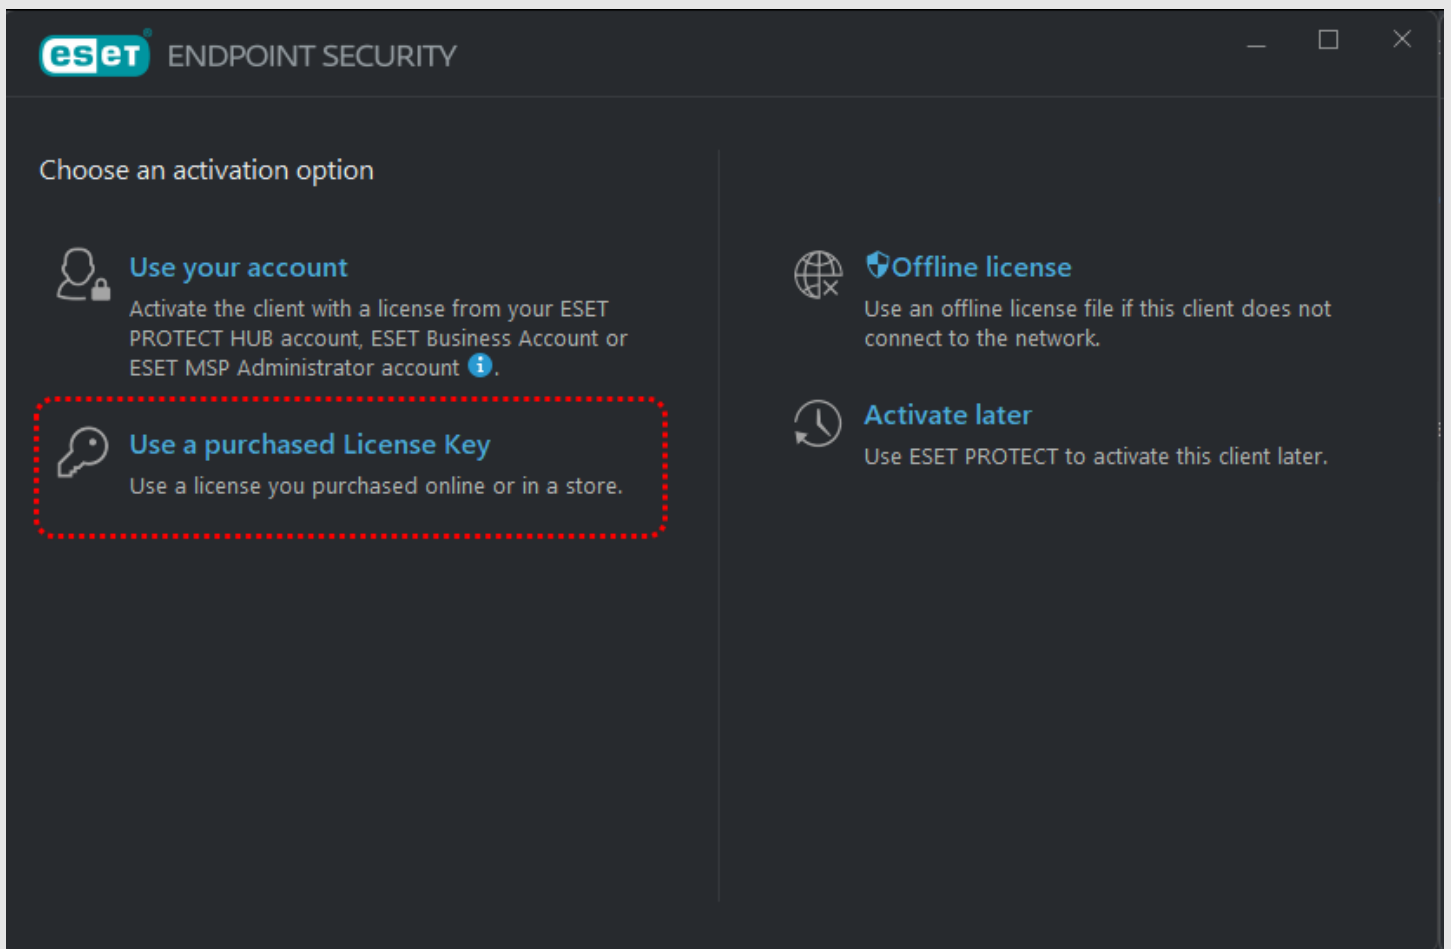 eset® ENDPOINT SECURITY
Choose an activation option
Use your account
Activate the client with a license from your ESET
PROTECT HUB account, ESET Business Account or
ESET MSP Administrator account i.
Use a purchased License Key
Use a license you purchased online or in a store.
Offline license
Use an offline license file if this client does not
connect to the network.
Activate later
Use ESET PROTECT to activate this client later.